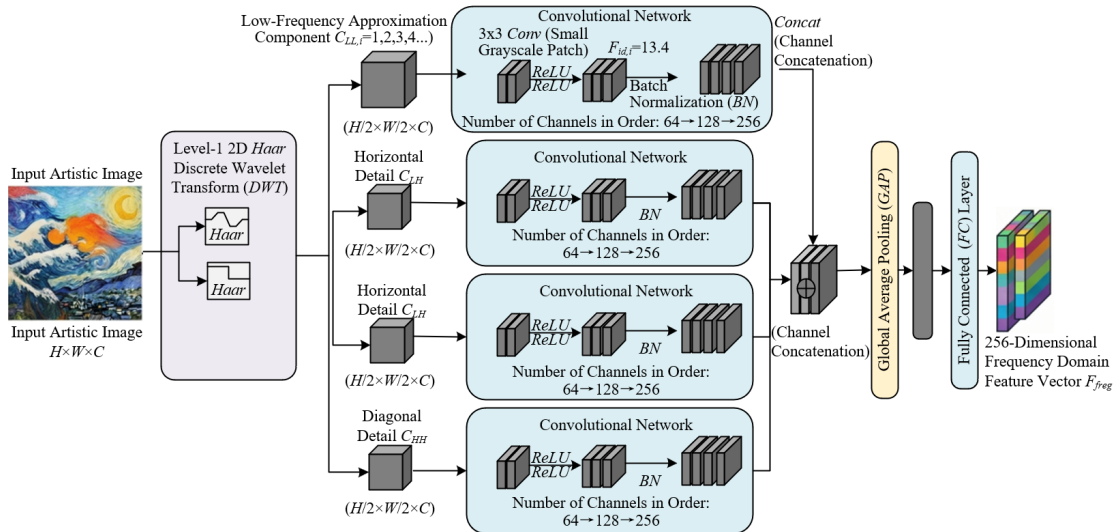 Input Artistic Image
Input Artistic Image
H×W×C
Level-1 2D Haar
Discrete Wavelet
Transform (DWT)
Haar
Haar
Low-Frequency Approximation
Component C_LL,i=1,2,3,4...)
(H/2×W/2×C)
Convolutional Network
3x3 Conv (Small
Grayscale Patch)
ReLU
ReLU
F_id,i=13.4
Batch
Normalization (BN)
Number of Channels in Order: 64→128→256
Concat
(Channel
Concatenation)
Horizontal
Detail C_LH
(H/2×W/2×C)
Convolutional Network
ReLU
ReLU
BN
Number of Channels in Order:
64→128→256
Horizontal
Detail C_LH
(H/2×W/2×C)
Convolutional Network
ReLU
ReLU
BN
Number of Channels in Order:
64→128→256
Diagonal
Detail C_HH
(H/2×W/2×C)
Convolutional Network
ReLU
ReLU
BN
Number of Channels in Order:
64→128→256
(Channel
Concatenation)
Global Average Pooling (GAP)
Fully Connected (FC) Layer
256-Dimensional
Frequency Domain
Feature Vector F_freg